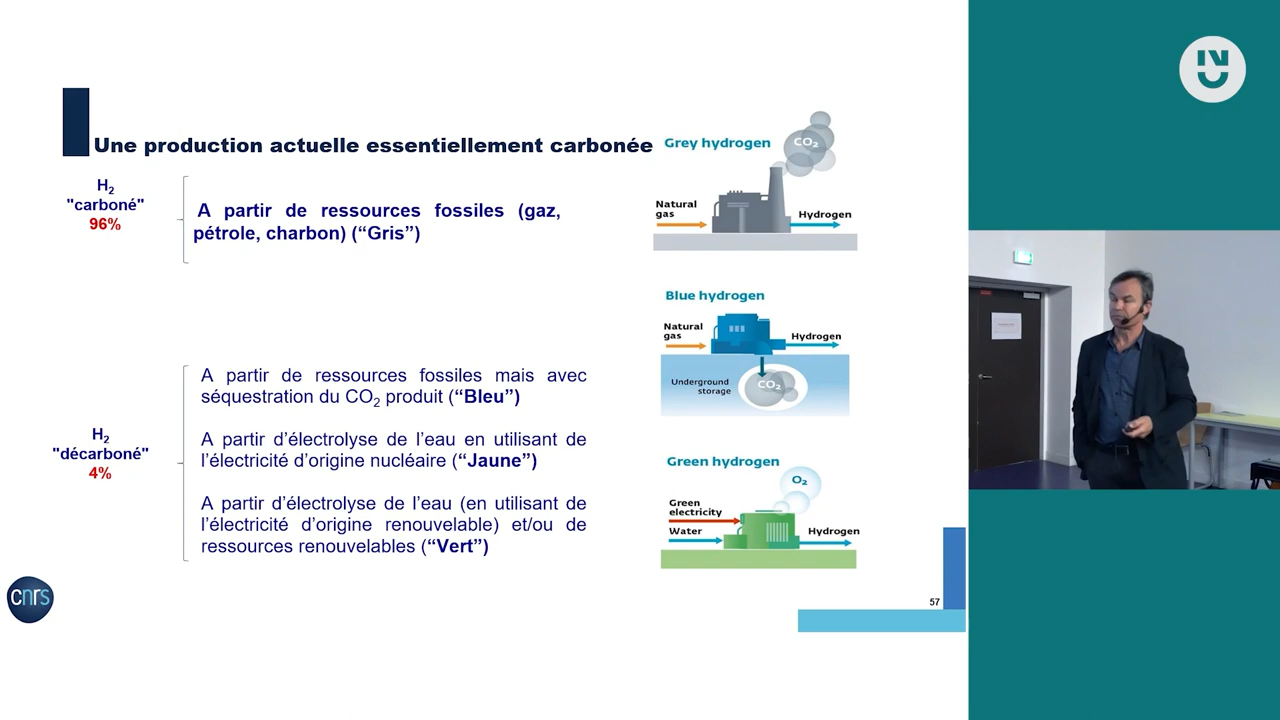 Une production actuelle essentiellement carbonée
H2
"carboné"
96%
A partir de ressources fossiles (gaz,
pétrole, charbon) (“Gris”)
Grey hydrogen
CO2
Natural
gas
Hydrogen
Blue hydrogen
Natural
gas
Hydrogen
Underground
storage
CO2
H2
"décarboné"
4%
A partir de ressources fossiles mais avec
séquestration du CO2 produit (“Bleu”)
A partir d’électrolyse de l’eau en utilisant de
l’électricité d’origine nucléaire (“Jaune”)
A partir d’électrolyse de l’eau (en utilisant de
l’électricité d’origine renouvelable) et/ou de
ressources renouvelables (“Vert”)
Green hydrogen
O2
Green
electricity
Water
Hydrogen
cnrs
57